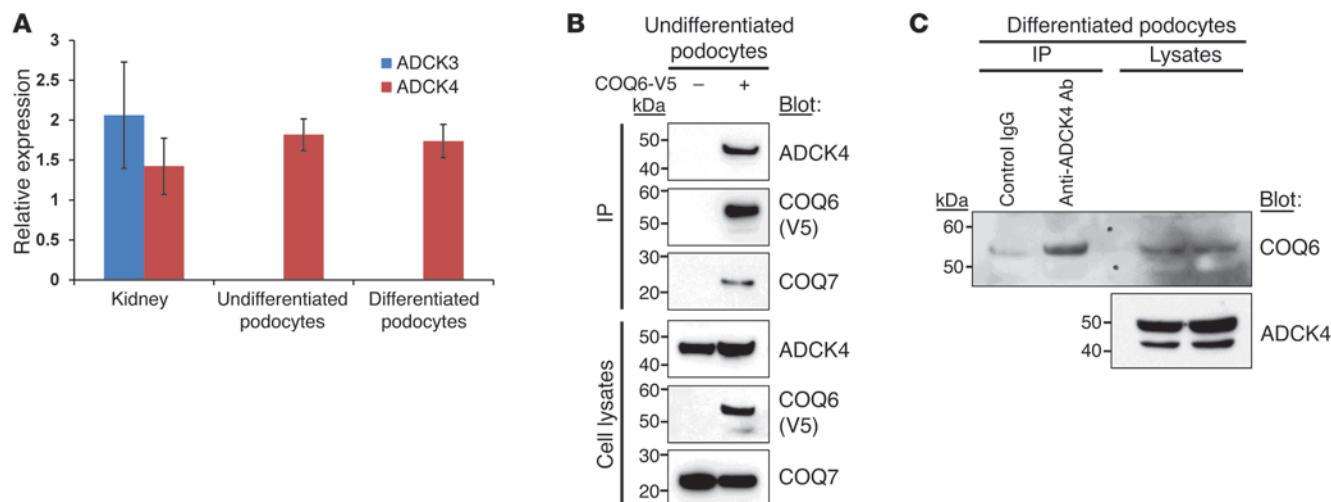 A
Relative expression
3
2.5
2
1.5
1
0.5
0
ADCK3
ADCK4
Kidney
Undifferentiated
podocytes
Differentiated
podocytes
B
Undifferentiated
podocytes
COQ6-V5 – +
kDa
Blot:
IP
50
40
ADCK4
60
50
COQ6
(V5)
30
20
COQ7
Cell lysates
50
40
ADCK4
60
50
COQ6
(V5)
30
20
COQ7
C
Differentiated podocytes
IP Lysates
Control IgG
Anti-ADCK4 Ab
kDa
Blot:
60
50
COQ6
50
40
ADCK4